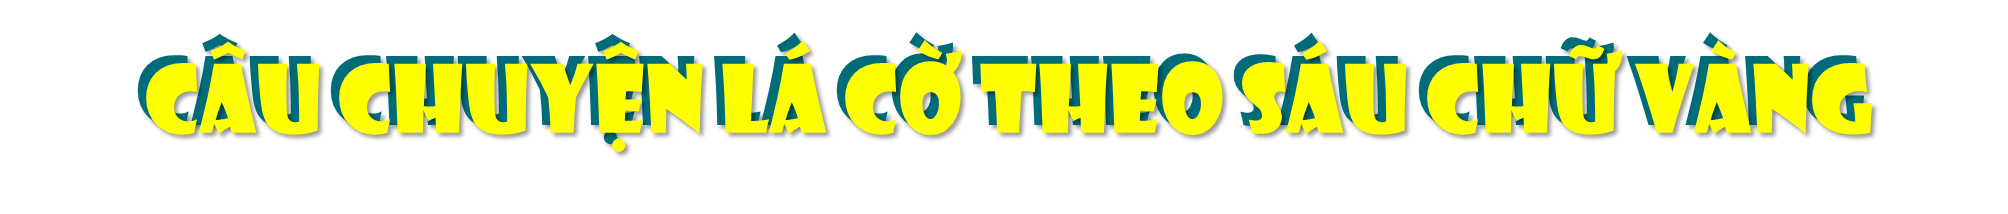 CÂU CHUYỆN LÁ CỜ THEO SÁU CHỮ VÀNG